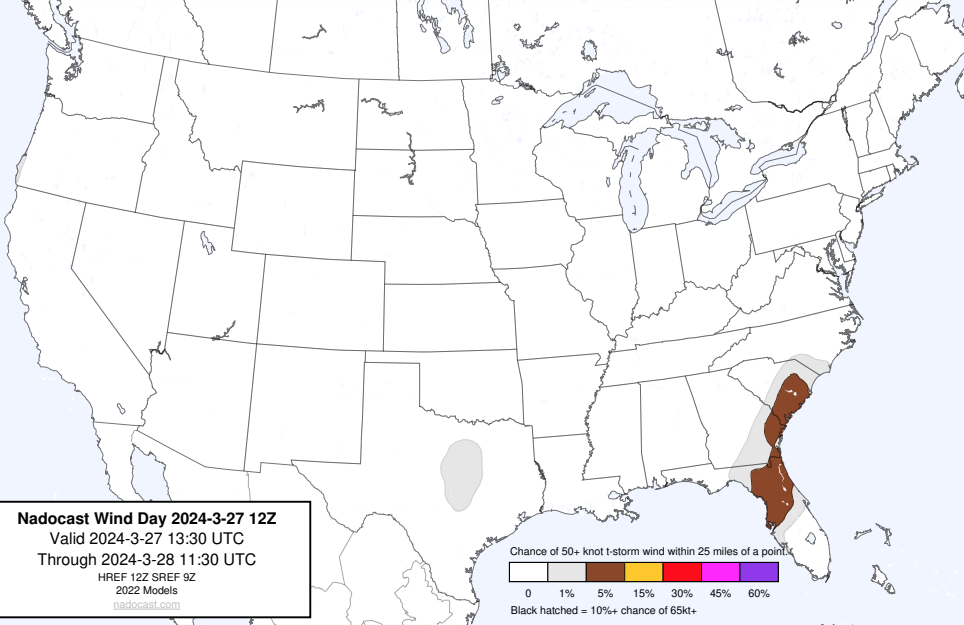 Nadocast Wind Day 2024-3-27 12Z
Valid 2024-3-27 13:30 UTC
Through 2024-3-28 11:30 UTC
HREF 12Z SREF 9Z
2022 Models
nadocast.com
Chance of 50+ knot t-storm wind within 25 miles of a point.
0 1% 5% 15% 30% 45% 60%
Black hatched = 10%+ chance of 65kt+